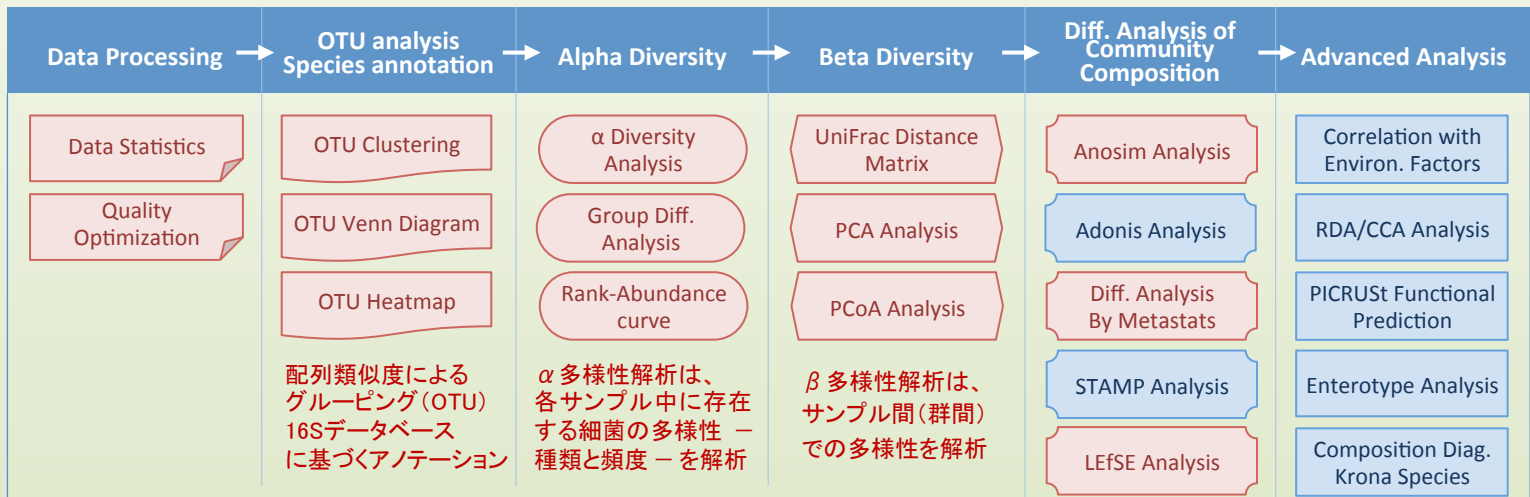 Data Processing
OTU analysis
Species annotation
Alpha Diversity
Beta Diversity
Diff. Analysis of
Community
Composition
Advanced Analysis
Data Statistics
Quality
Optimization
OTU Clustering
OTU Venn Diagram
OTU Heatmap
配列類似度による
グルーピング(OTU)
16Sデータベース
に基づくアノテーション
α Diversity
Analysis
Group Diff.
Analysis
Rank-Abundance
curve
α多様性解析は、
各サンプル中に存在
する細菌の多様性 −
種類と頻度 − を解析
UniFrac Distance
Matrix
PCA Analysis
PCoA Analysis
β多様性解析は、
サンプル間(群間)
での多様性を解析
Anosim Analysis
Adonis Analysis
Diff. Analysis
By Metastats
STAMP Analysis
LEfSE Analysis
Correlation with
Environ. Factors
RDA/CCA Analysis
PICRUSt Functional
Prediction
Enterotype Analysis
Composition Diag.
Krona Species